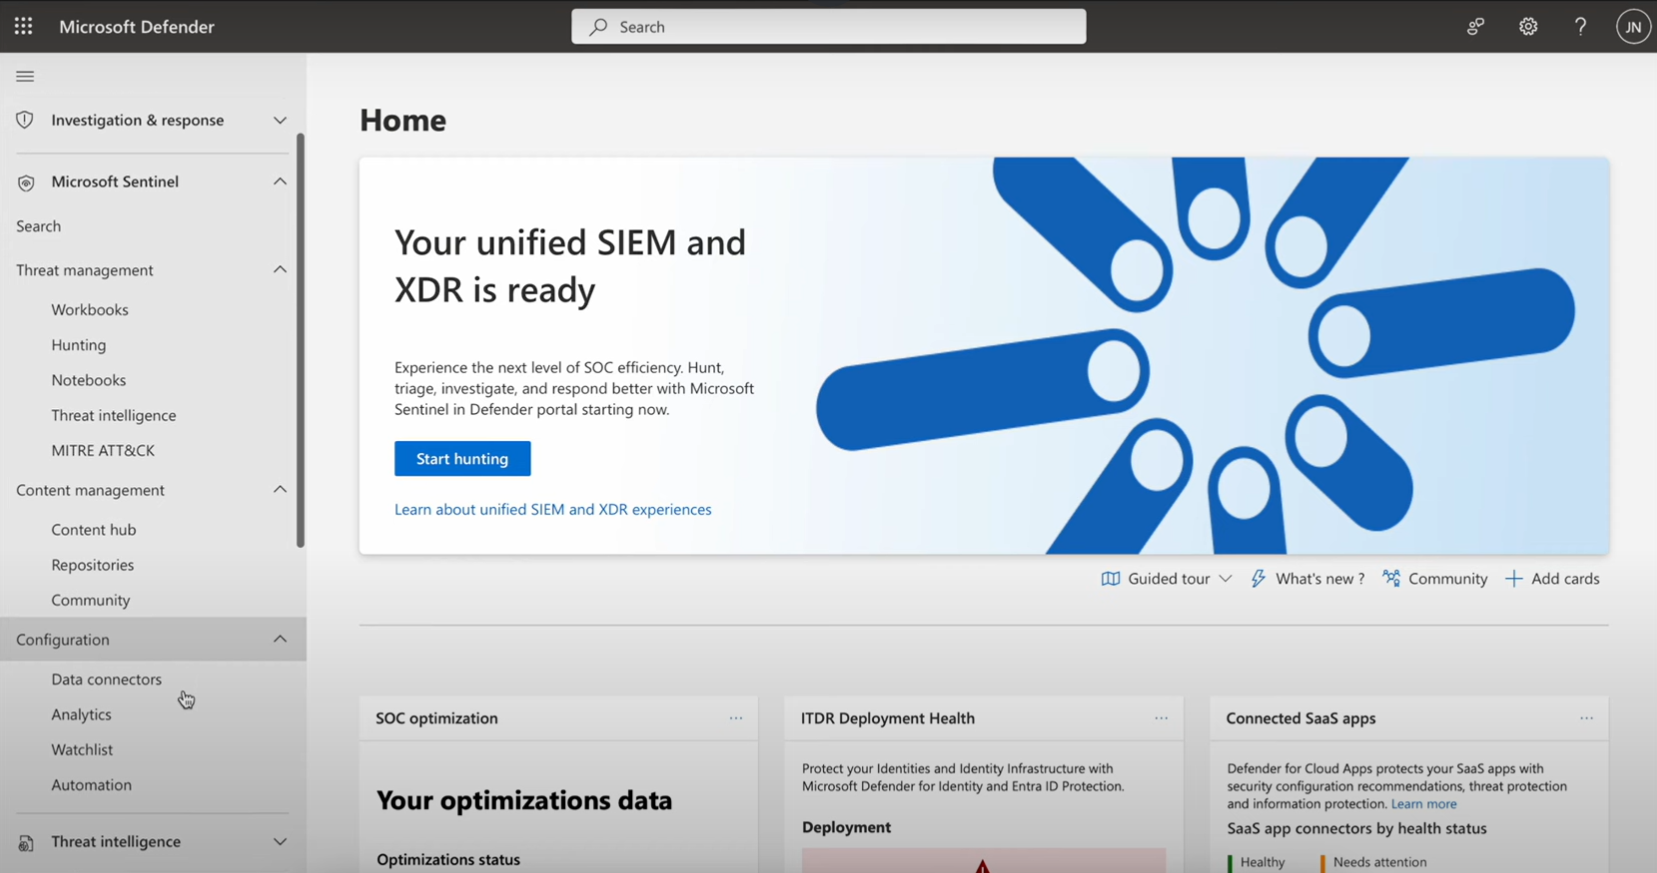 Microsoft Defender
Search
JN
Investigation & response
Microsoft Sentinel
Search
Threat management
Workbooks
Hunting
Notebooks
Threat intelligence
MITRE ATT&CK
Content management
Content hub
Repositories
Community
Configuration
Data connectors
Analytics
Watchlist
Automation
Threat intelligence
Home
Your unified SIEM and
XDR is ready
Experience the next level of SOC efficiency. Hunt,
triage, investigate, and respond better with Microsoft
Sentinel in Defender portal starting now.
Start hunting
Learn about unified SIEM and XDR experiences
Guided tour
What's new ?
Community
Add cards
SOC optimization
Your optimizations data
Optimizations status
ITDR Deployment Health
Protect your Identities and Identity Infrastructure with
Microsoft Defender for Identity and Entra ID Protection.
Deployment
Connected SaaS apps
Defender for Cloud Apps protects your SaaS apps with
security configuration recommendations, threat protection
and information protection. Learn more
SaaS app connectors by health status
Healthy
Needs attention